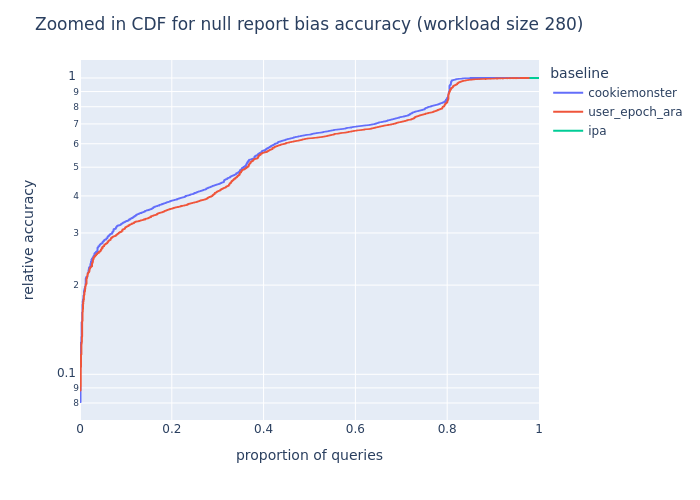 Zoomed in CDF for null report bias accuracy (workload size 280)
baseline
cookiemonster
user_epoch_ara
ipa
relative accuracy
1
9
8
7
6
5
4
3
2
0.1
9
8
0 0.2 0.4 0.6 0.8 1
proportion of queries